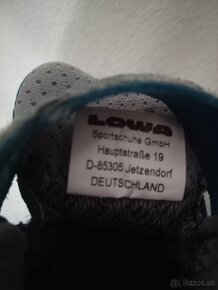 LOWA
Sportschuhe GmbH
Hauptstraße 19
D-85305 Jetzendorf
DEUTSCHLAND
Bazos.sk